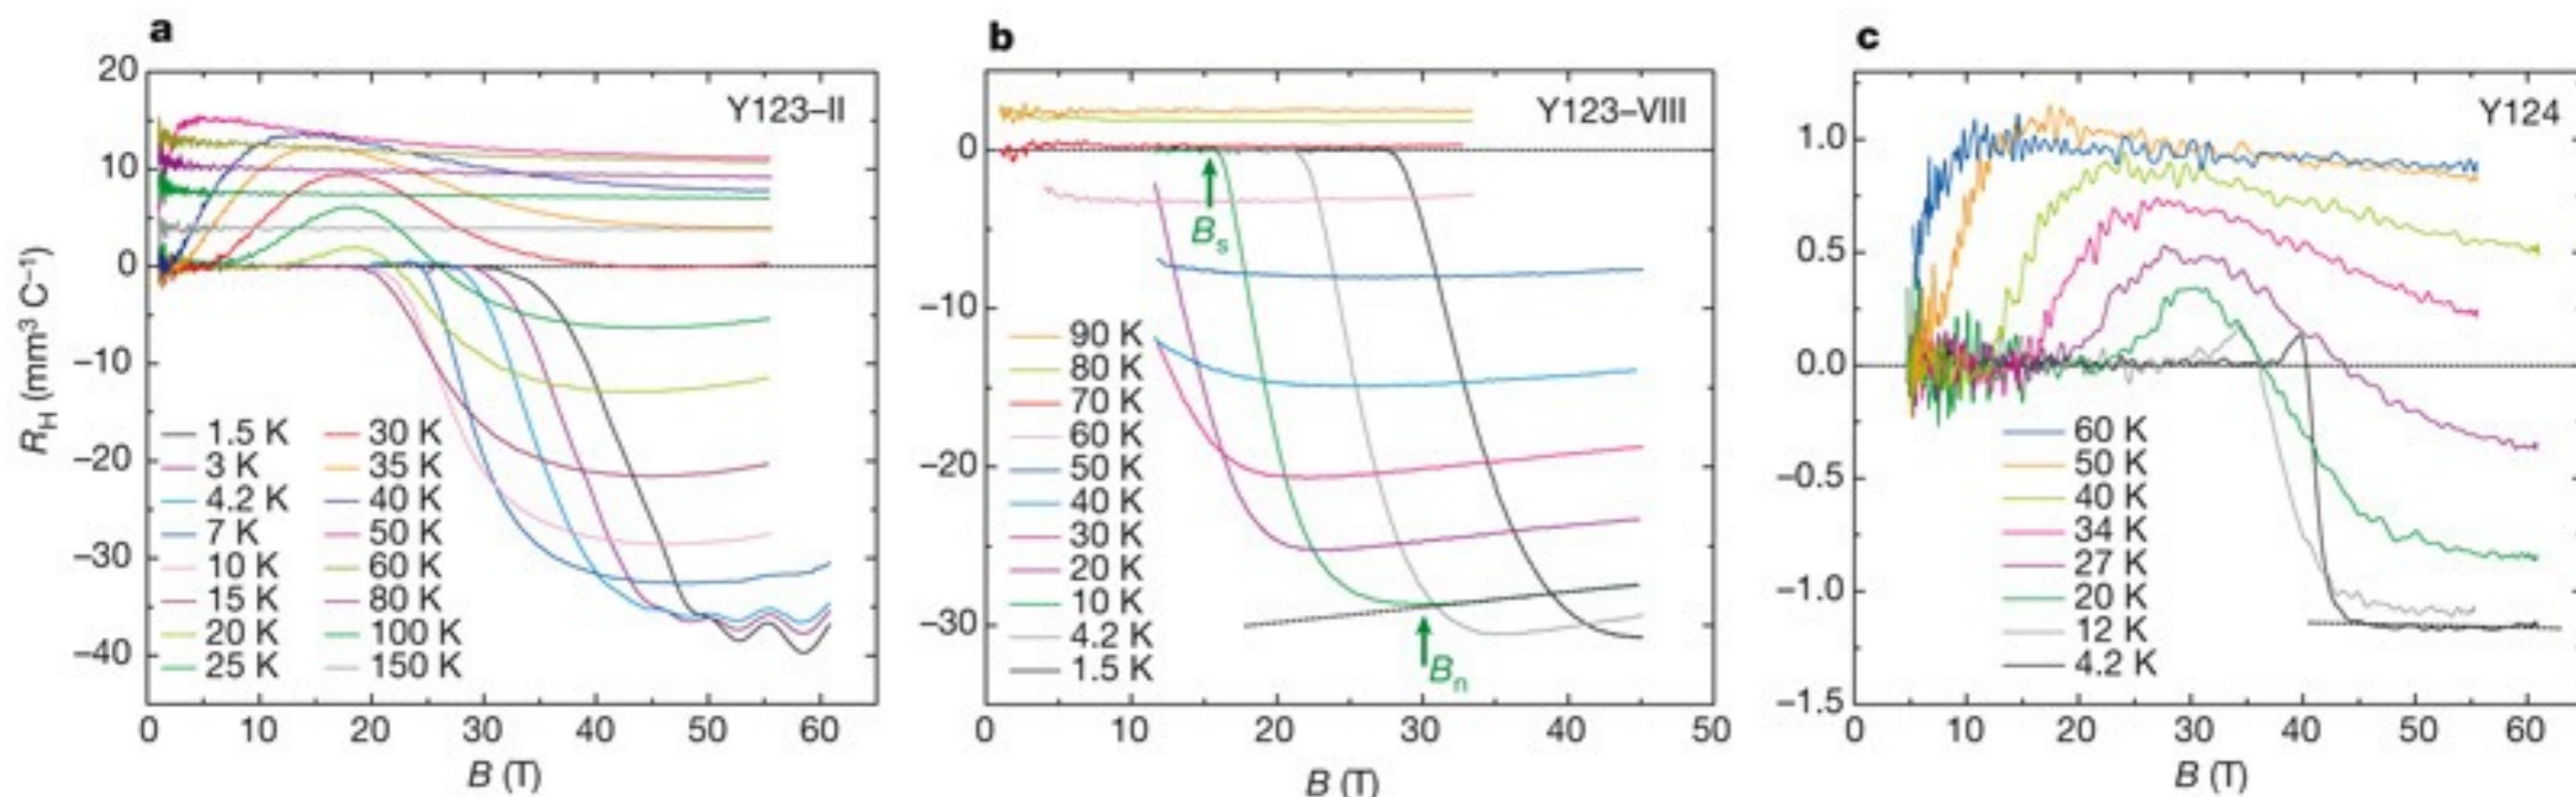 a
Y123–II
20
10
0
–10
–20
–30
–40
R_H (mm³ C⁻¹)
1.5 K
3 K
4.2 K
7 K
10 K
15 K
20 K
25 K
30 K
35 K
40 K
50 K
60 K
80 K
100 K
150 K
0 10 20 30 40 50 60
B (T)
b
Y123–VIII
0
–10
–20
–30
B_s
B_n
90 K
80 K
70 K
60 K
50 K
40 K
30 K
20 K
10 K
4.2 K
1.5 K
0 10 20 30 40 50
B (T)
c
Y124
1.0
0.5
0.0
–0.5
–1.0
–1.5
60 K
50 K
40 K
34 K
27 K
20 K
12 K
4.2 K
0 10 20 30 40 50 60
B (T)